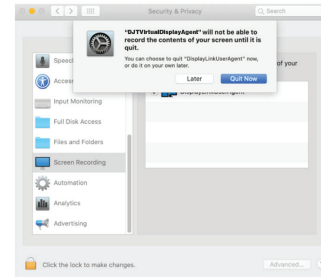 Security & Privacy
Search
"DJTVirtualDisplayAgent" will not be able to
record the contents of your screen until it is
quit.
You can choose to quit "DisplayLinkUserAgent" now,
or do it on your own later.
Later
Quit Now
of your
Speech
Access
DisplayLinkUserAgent
Input Monitoring
Full Disk Access
Files and Folders
Screen Recording
Automation
Analytics
Advertising
Click the lock to make changes.
Advanced...